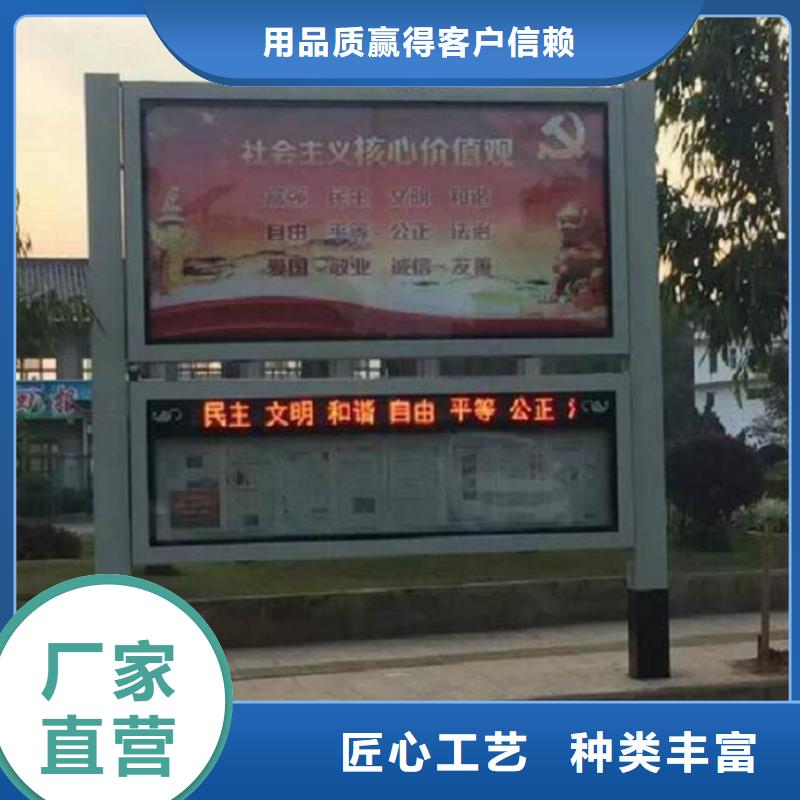 用品质赢得客户信赖
社会主义核心价值观
富强 民主 文明 和谐
自由 平等 公正 法治
爱国 敬业 诚信 友善
民主 文明 和谐 自由 平等 公正
厂家
直营
匠心工艺 种类丰富